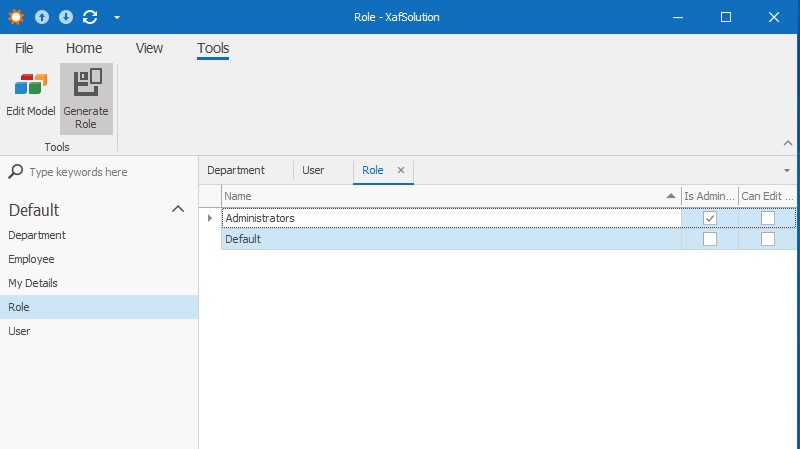 Role - XafSolution
File Home View Tools
Edit Model Generate
Role
Tools
Type keywords here
Default
Department
Employee
My Details
Role
User
Department User Role
Name Is Admin... Can Edit ...
Administrators
Default